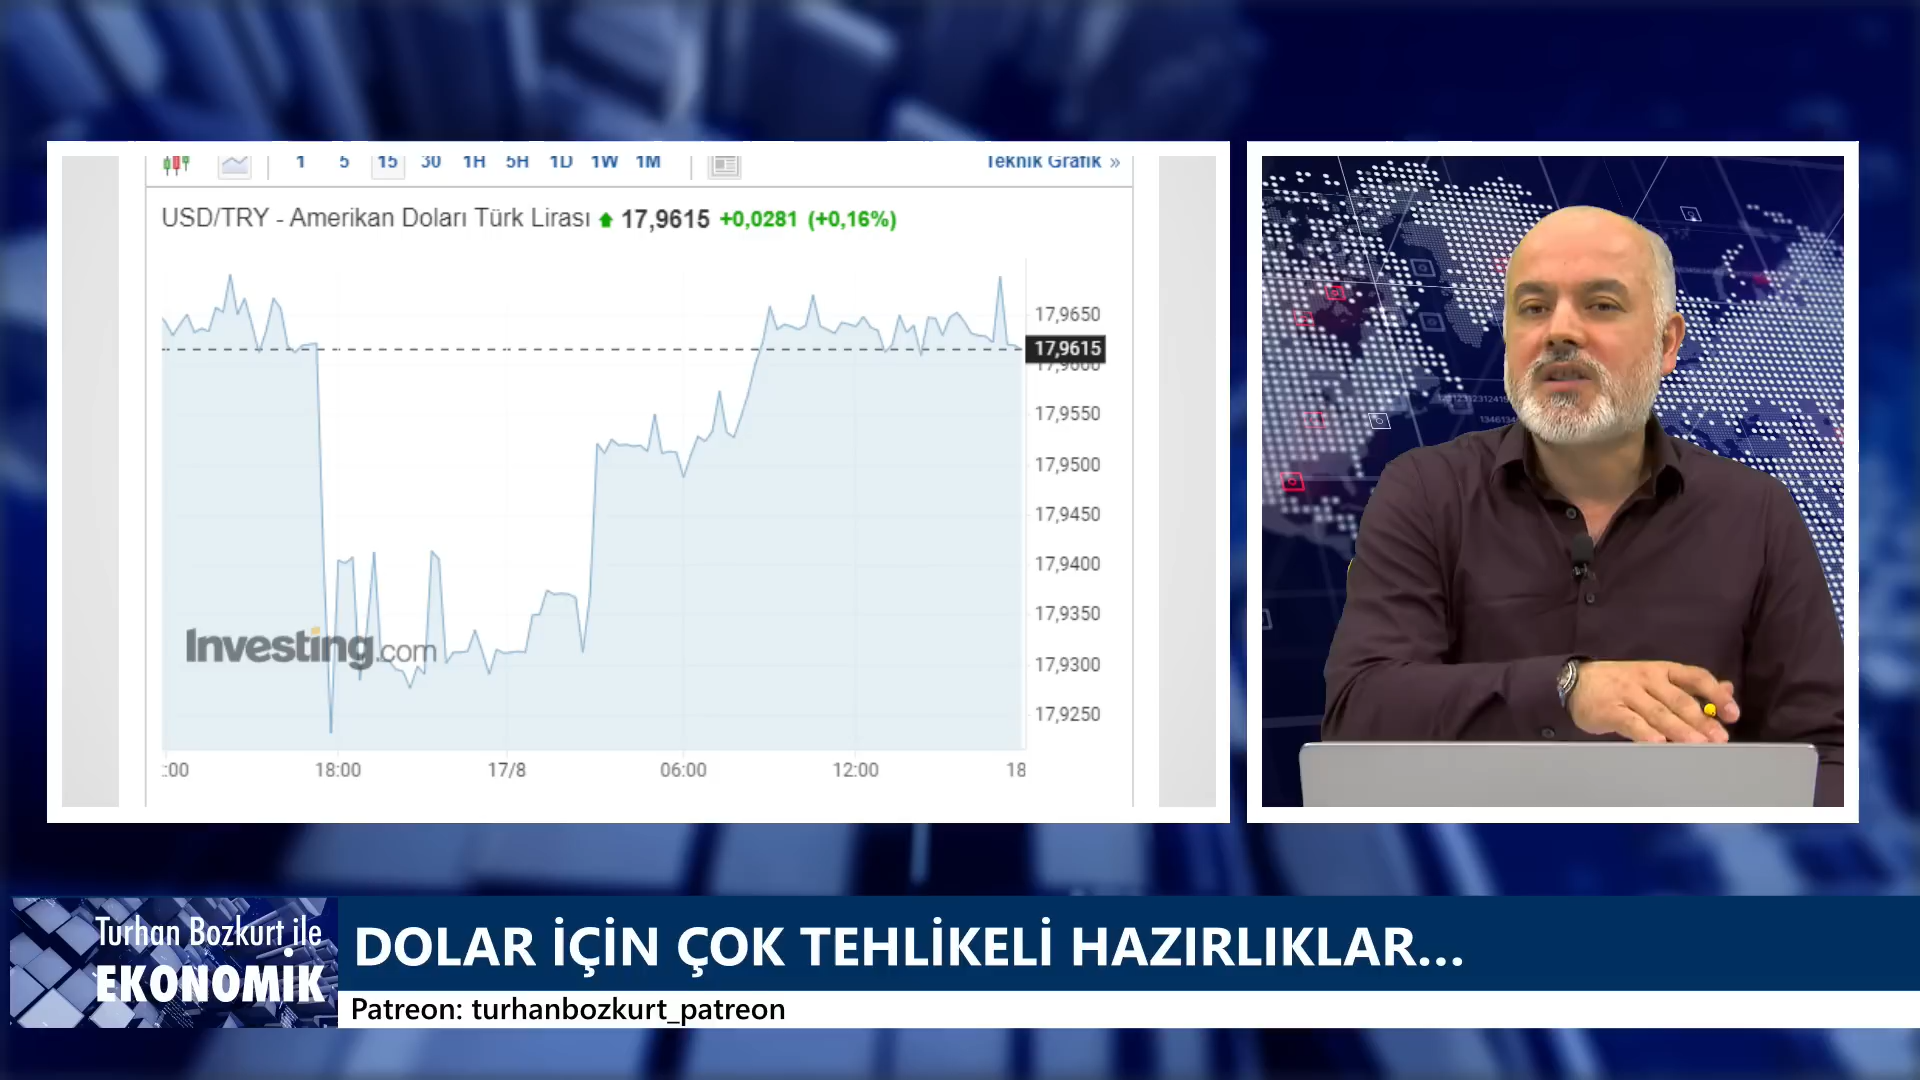 1 5 15 30 1H 5H 1D 1W 1M
Teknik Grafik »
USD/TRY - Amerikan Doları Türk Lirası 17,9615 +0,0281 (+0,16%)
17,9650
17,9615
17,9600
17,9550
17,9500
17,9450
17,9400
17,9350
17,9300
17,9250
Investing.com
:00 18:00 17/8 06:00 12:00 18
Turhan Bozkurt ile
EKONOMİK
DOLAR İÇİN ÇOK TEHLİKELİ HAZIRLIKLAR...
Patreon: turhanbozkurt_patreon